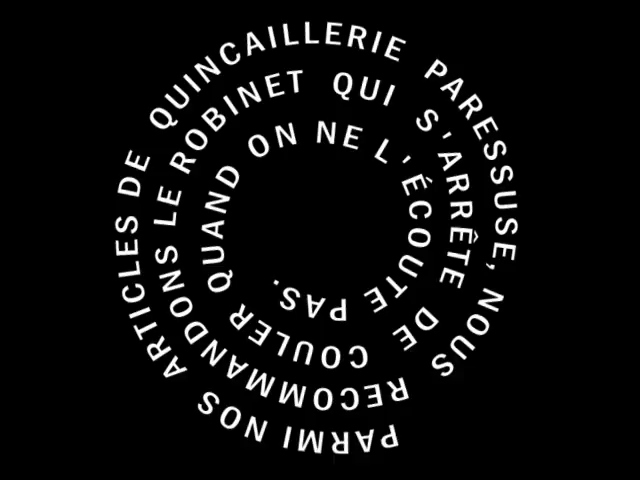 PARMI NOS ARTICLES DE QUINCAILLERIE PARESSUSE, NOUS RECOMMANDONS LE ROBINET QUI S'ARRÊTE DE COULER QUAND ON NE L'ÉCOUTE PAS.